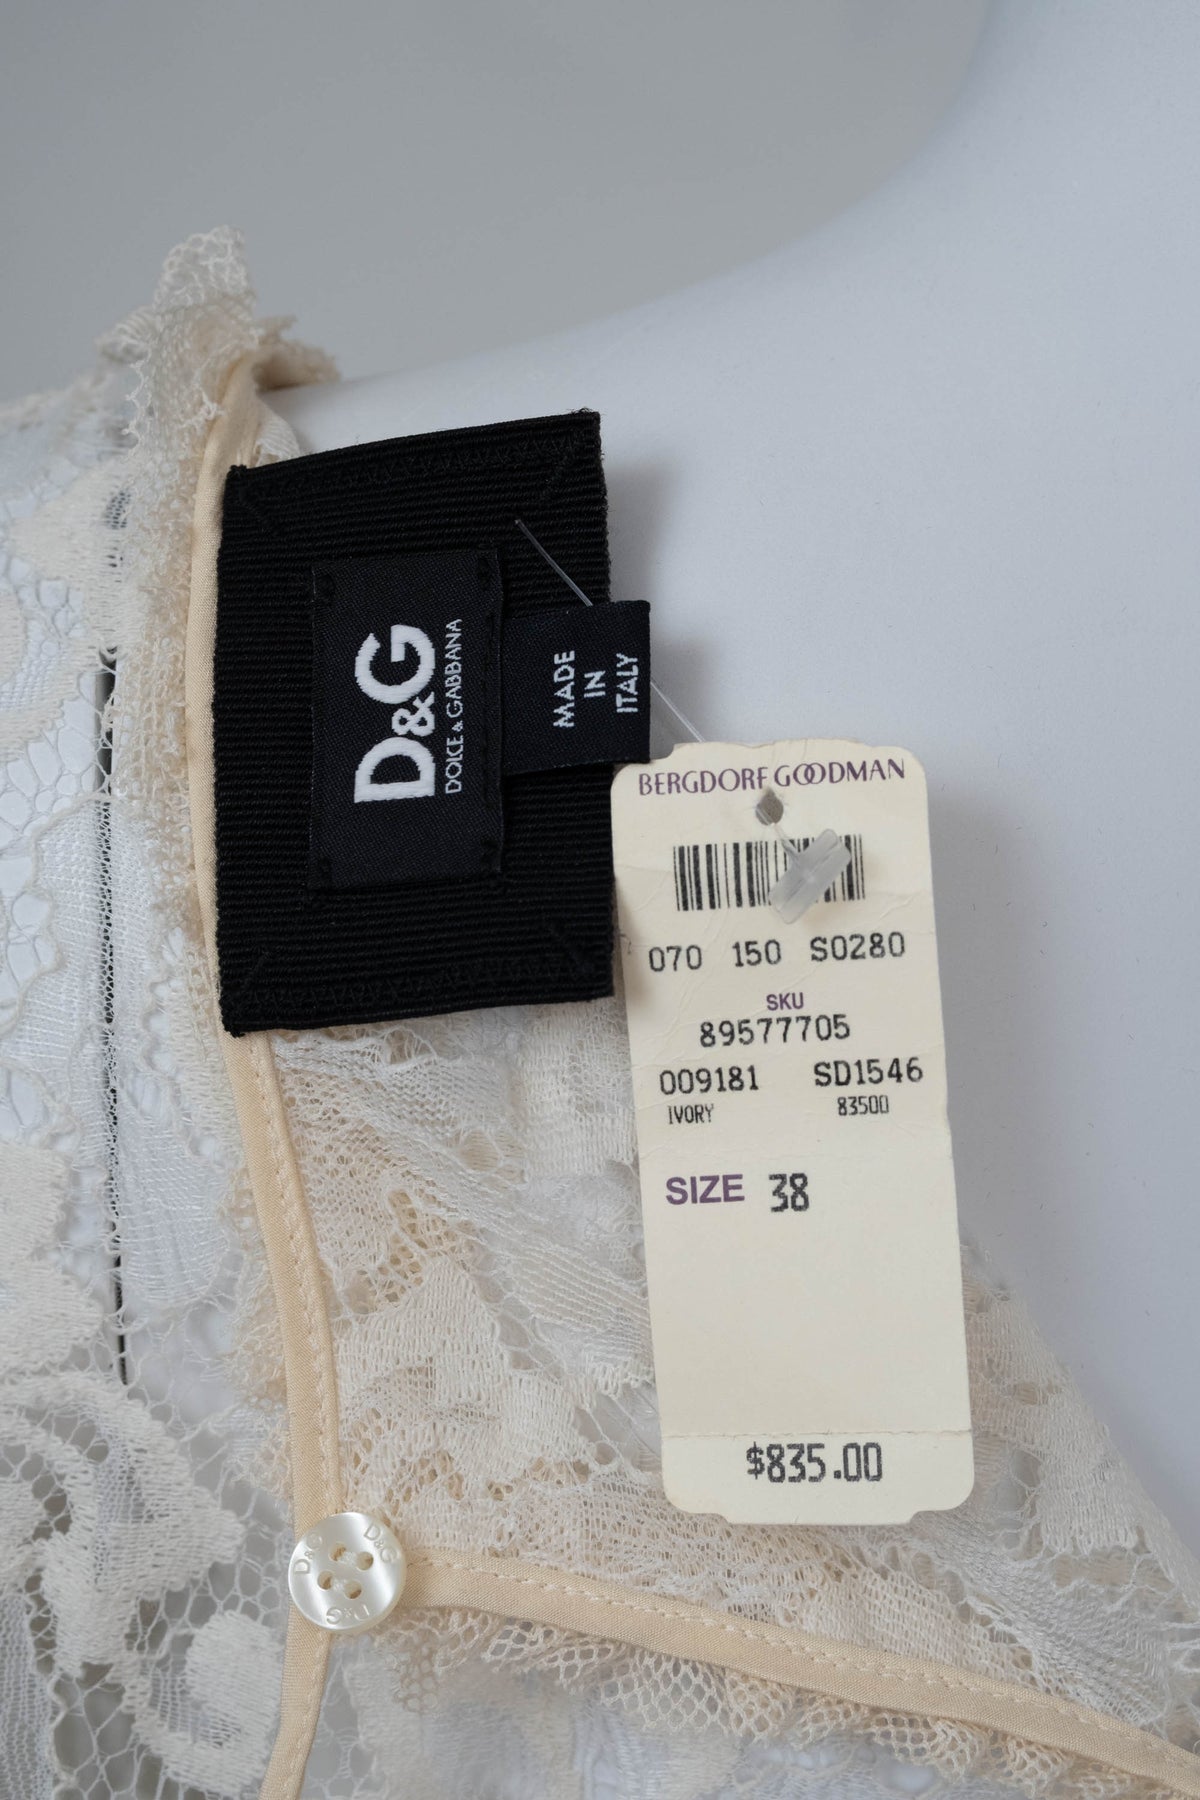 D&G
DOLCE & GABBANA
MADE
IN
ITALY
BERGDORF GOODMAN
070 150 S0280
SKU
89577705
009181 SD1546
IVORY 83500
SIZE 38
$835.00
D&G
D&G
D&G